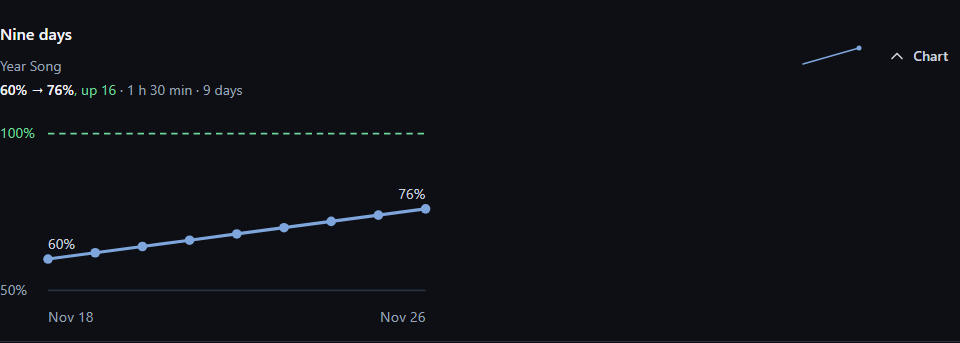 Nine days
Year Song
60% → 76%, up 16 · 1 h 30 min · 9 days
Chart
100%
76%
60%
50%
Nov 18
Nov 26